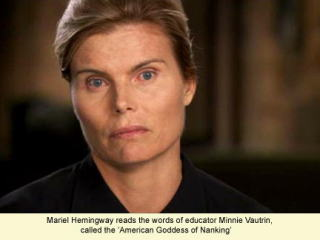 Mariel Hemingway reads the words of educator Minnie Vautrin,
called the 'American Goddess of Nanking'